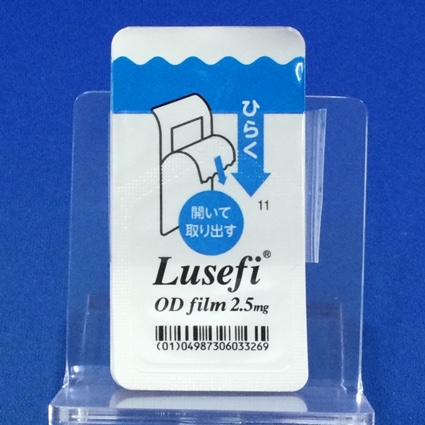 ひらく
11
開いて
取り出す
Lusefi®
OD film 2.5mg
(01)04987306033269